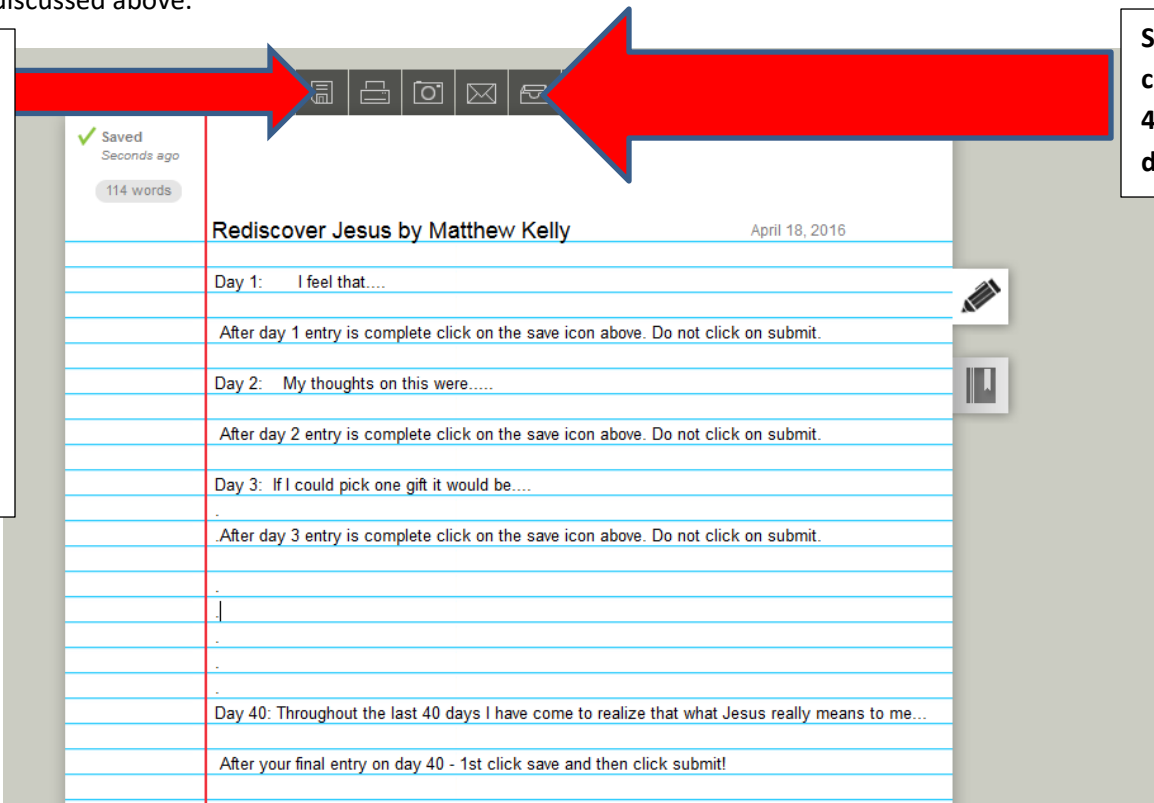 discussed above.
S
c
4
d
Saved
Seconds ago
114 words
Rediscover Jesus by Matthew Kelly
April 18, 2016
Day 1: I feel that....
After day 1 entry is complete click on the save icon above. Do not click on submit.
Day 2: My thoughts on this were.....
After day 2 entry is complete click on the save icon above. Do not click on submit.
Day 3: If I could pick one gift it would be....
.
.After day 3 entry is complete click on the save icon above. Do not click on submit.
.
.
.
.
.
Day 40: Throughout the last 40 days I have come to realize that what Jesus really means to me...
After your final entry on day 40 - 1st click save and then click submit!